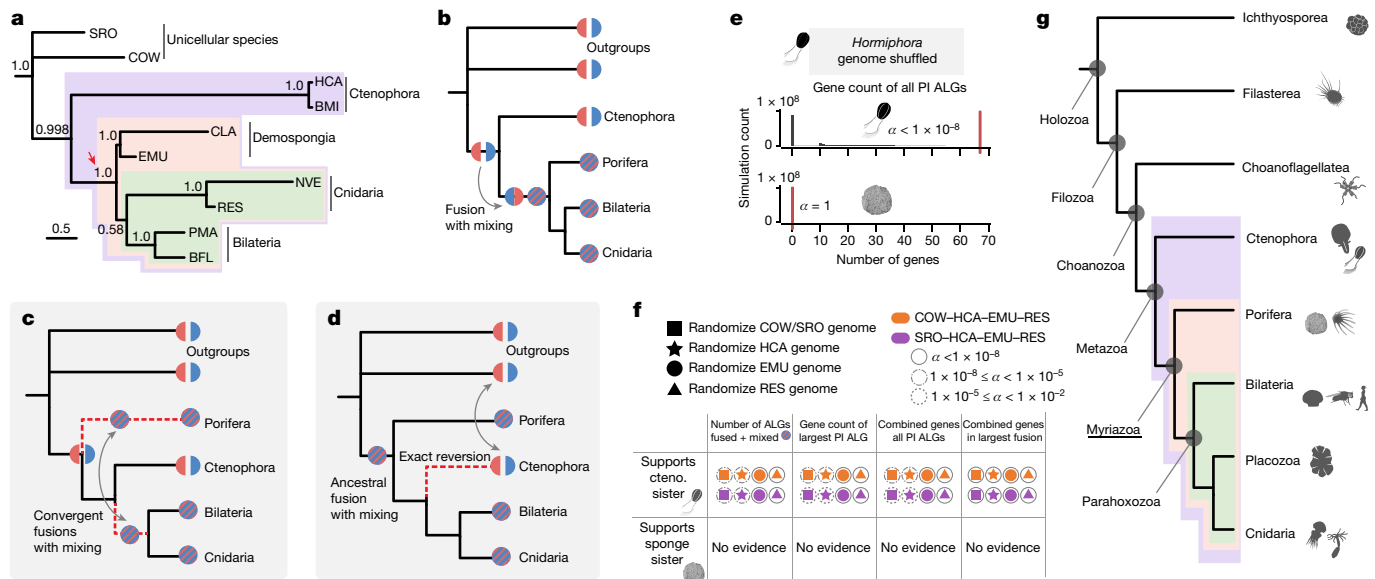 a
SRO
COW
Unicellular species
1.0
1.0
HCA
BMI
Ctenophora
0.998
1.0
CLA
EMU
Demospongia
1.0
1.0
NVE
RES
Cnidaria
0.58
1.0
PMA
BFL
Bilateria
0.5
b
Outgroups
Ctenophora
Porifera
Bilateria
Cnidaria
Fusion
with mixing
c
Outgroups
Porifera
Ctenophora
Bilateria
Cnidaria
Convergent
fusions
with mixing
d
Outgroups
Porifera
Exact reversion
Ctenophora
Ancestral
fusion
with mixing
Bilateria
Cnidaria
e
Hormiphora
genome shuffled
Gene count of all PI ALGs
Simulation count
1 × 10⁸
0
α < 1 × 10⁻⁸
1 × 10⁸
0
α = 1
0 10 20 30 40 50 60 70
Number of genes
f
Randomize COW/SRO genome
Randomize HCA genome
Randomize EMU genome
Randomize RES genome
COW–HCA–EMU–RES
SRO–HCA–EMU–RES
α < 1 × 10⁻⁸
1 × 10⁻⁸ ≤ α < 1 × 10⁻⁵
1 × 10⁻⁵ ≤ α < 1 × 10⁻²
Number of ALGs
fused + mixed
Gene count of
largest PI ALG
Combined genes
all PI ALGs
Combined genes
in largest fusion
Supports
cteno.
sister
Supports
sponge
sister
No evidence
No evidence
No evidence
No evidence
g
Ichthyosporea
Filasterea
Holozoa
Choanoflagellatea
Filozoa
Ctenophora
Choanozoa
Porifera
Metazoa
Bilateria
Myriazoa
Placozoa
Parahoxozoa
Cnidaria